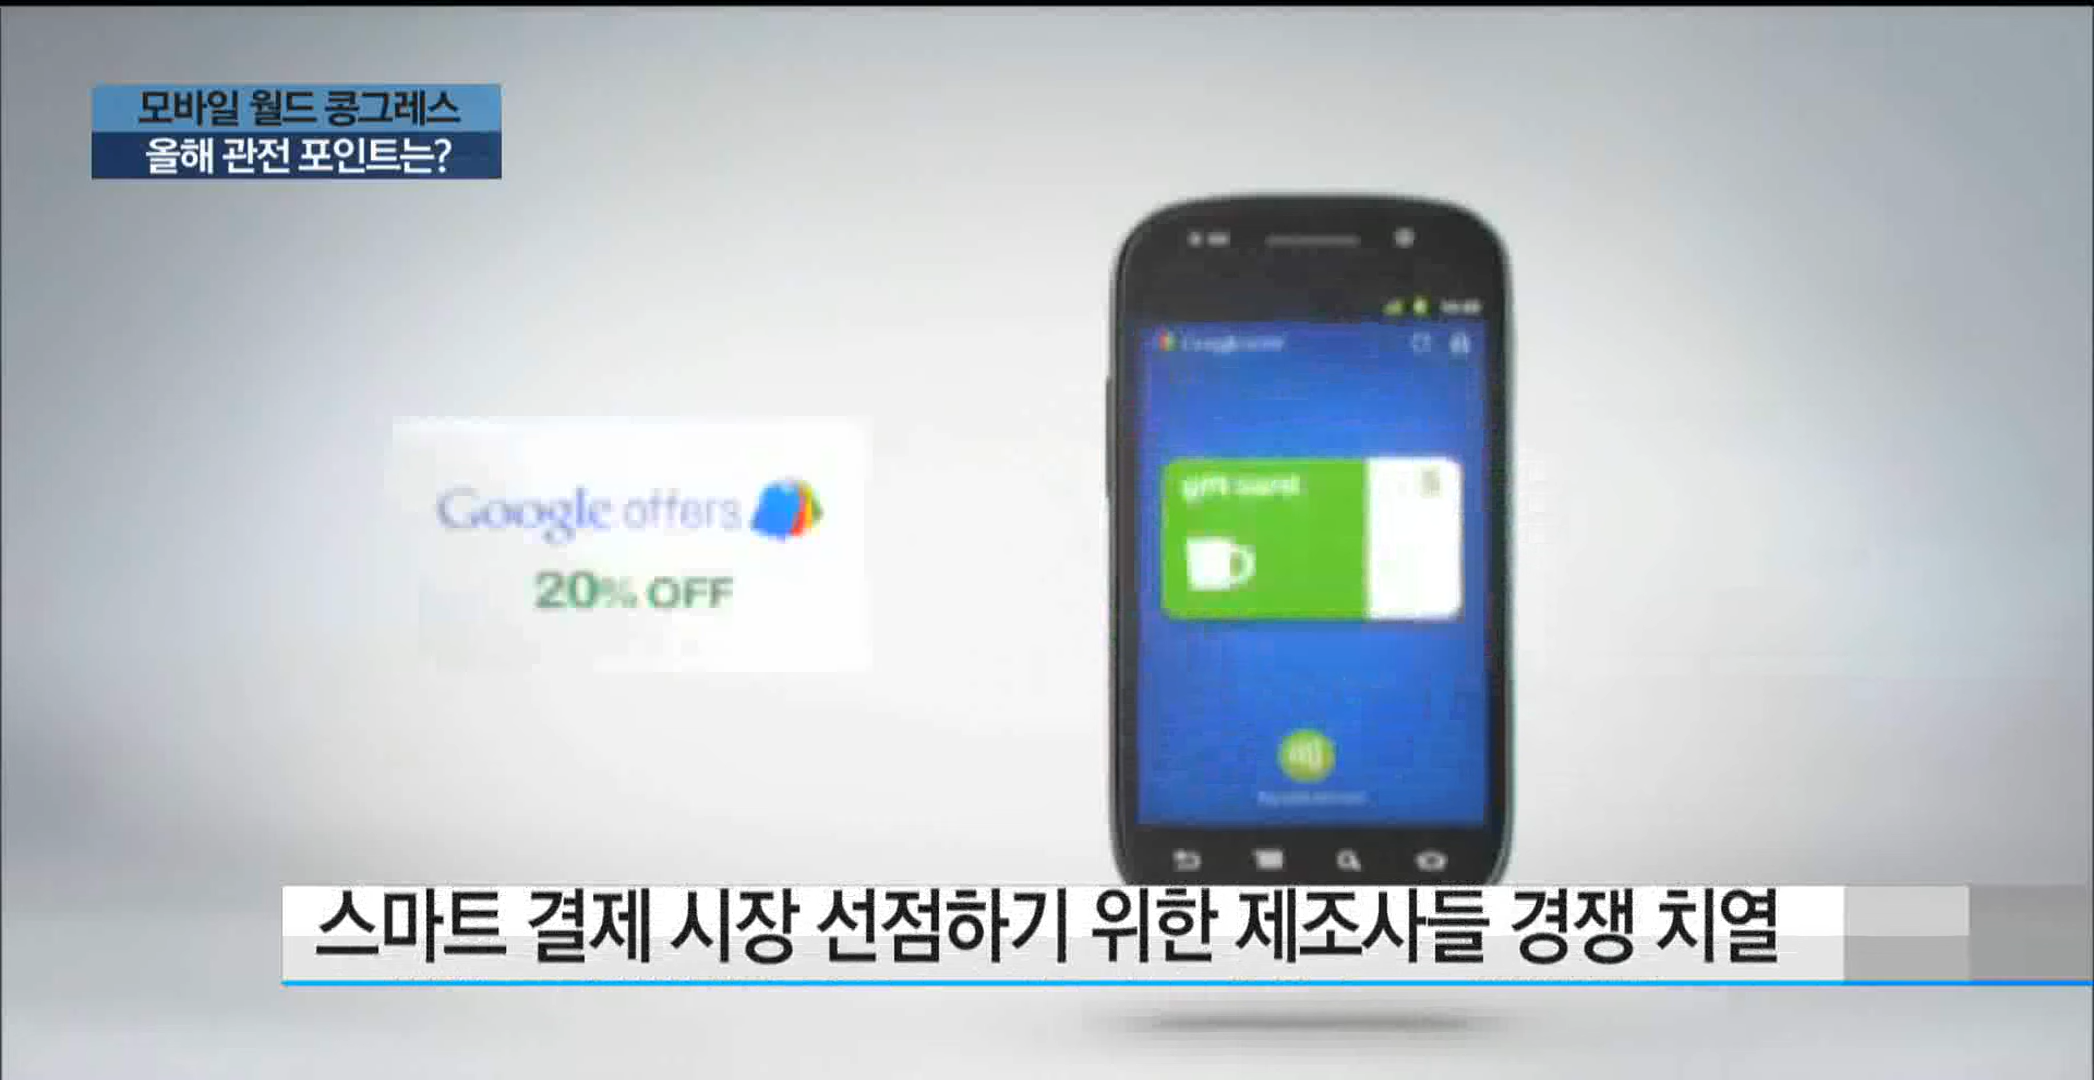 모바일 월드 콩그레스
올해 관전 포인트는?
Google offers
20% OFF
스마트 결제 시장 선점하기 위한 제조사들 경쟁 치열